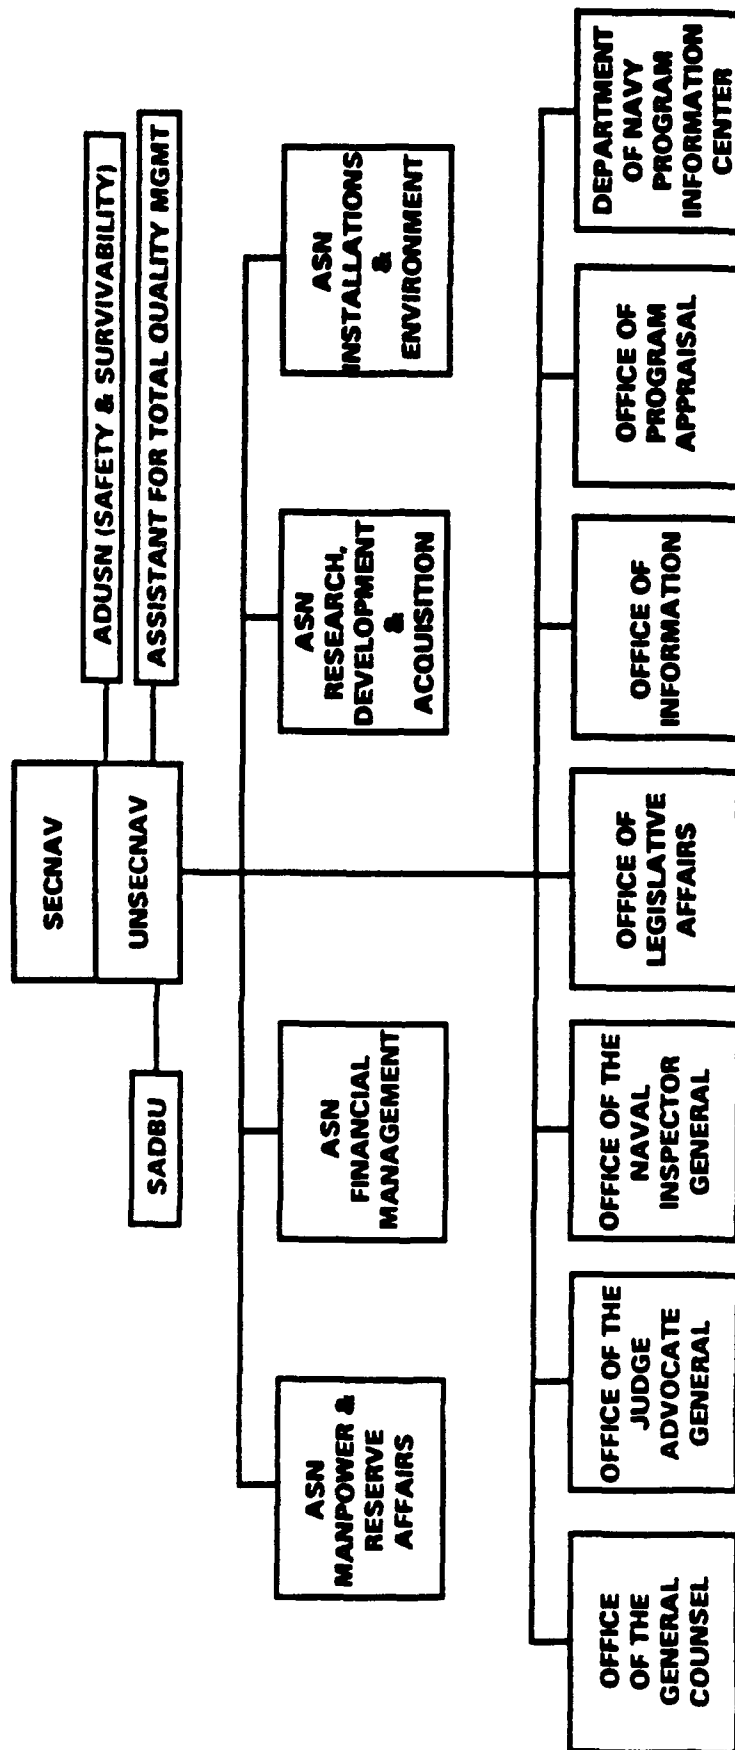 SECNAV
UNSECNAV
ADUSN (SAFETY & SURVIVABILITY)
ASSISTANT FOR TOTAL QUALITY MGMT
SADBU
ASN
MANPOWER &
RESERVE
AFFAIRS
ASN
FINANCIAL
MANAGEMENT
ASN
RESEARCH,
DEVELOPMENT
&
ACQUISITION
ASN
INSTALLATIONS
&
ENVIRONMENT
OFFICE
OF THE
GENERAL
COUNSEL
OFFICE OF THE
JUDGE
ADVOCATE
GENERAL
OFFICE OF THE
NAVAL
INSPECTOR
GENERAL
OFFICE OF
LEGISLATIVE
AFFAIRS
OFFICE OF
INFORMATION
OFFICE OF
PROGRAM
APPRAISAL
DEPARTMENT
OF NAVY
PROGRAM
INFORMATION
CENTER